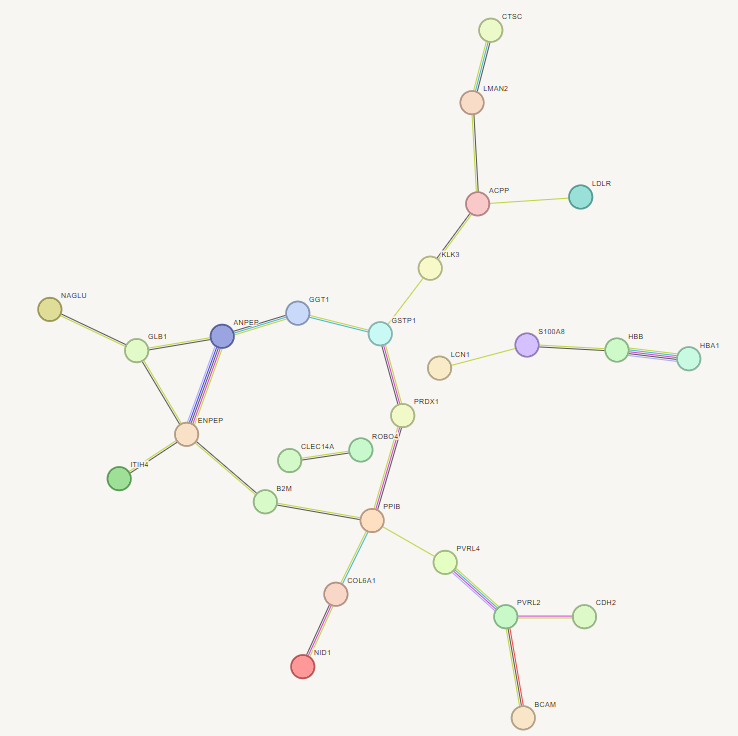 CTSC
LMAN2
LDLR
ACPP
KLK3
NAGLU
GGT1
ANPEP
GSTP1
GLB1
S100A8
HBB
HBA1
LCN1
PRDX1
ENPEP
ROBO4
CLEC14A
ITIH4
B2M
PPIB
PVRL4
COL6A1
PVRL2
CDH2
NID1
BCAM